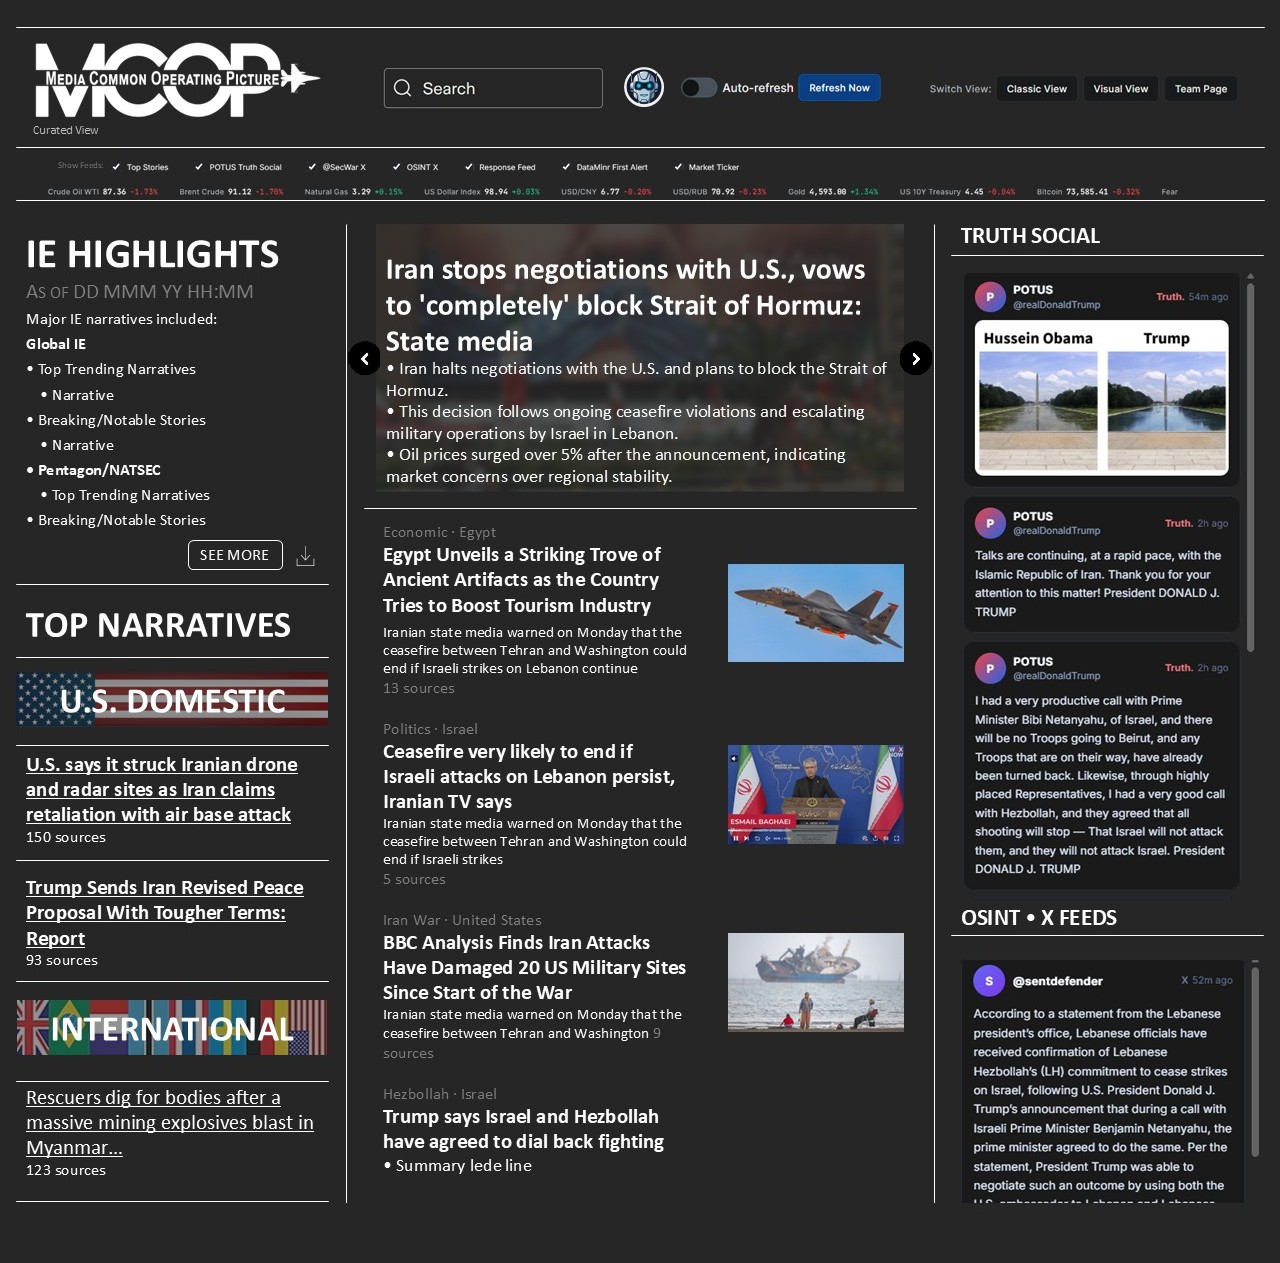 MCOP
MEDIA COMMON OPERATING PICTURE
Curated View
Search
Auto-refresh
Refresh Now
Switch View:
Classic View
Visual View
Team Page
Show Feeds:
✓ Top Stories
✓ POTUS Truth Social
✓ @SecWar X
✓ OSINT X
✓ Response Feed
✓ DataMinr First Alert
✓ Market Ticker
Crude Oil WTI 87.36 -1.73%
Brent Crude 91.12 -1.70%
Natural Gas 3.29 +0.15%
US Dollar Index 98.94 +0.03%
USD/CNY 6.77 -0.20%
USD/RUB 70.92 -0.23%
Gold 4,593.00 +1.34%
US 10Y Treasury 4.45 -0.04%
Bitcoin 73,585.41 -0.32%
Fear
IE HIGHLIGHTS
AS OF DD MMM YY HH:MM
Major IE narratives included:
Global IE
• Top Trending Narratives
• Narrative
• Breaking/Notable Stories
• Narrative
• Pentagon/NATSEC
• Top Trending Narratives
• Breaking/Notable Stories
SEE MORE
TOP NARRATIVES
U.S. DOMESTIC
U.S. says it struck Iranian drone
and radar sites as Iran claims
retaliation with air base attack
150 sources
Trump Sends Iran Revised Peace
Proposal With Tougher Terms:
Report
93 sources
INTERNATIONAL
Rescuers dig for bodies after a
massive mining explosives blast in
Myanmar...
123 sources
Iran stops negotiations with U.S., vows
to 'completely' block Strait of Hormuz:
State media
• Iran halts negotiations with the U.S. and plans to block the Strait of
Hormuz.
• This decision follows ongoing ceasefire violations and escalating
military operations by Israel in Lebanon.
• Oil prices surged over 5% after the announcement, indicating
market concerns over regional stability.
Economic · Egypt
Egypt Unveils a Striking Trove of
Ancient Artifacts as the Country
Tries to Boost Tourism Industry
Iranian state media warned on Monday that the
ceasefire between Tehran and Washington could
end if Israeli strikes on Lebanon continue
13 sources
Politics · Israel
Ceasefire very likely to end if
Israeli attacks on Lebanon persist,
Iranian TV says
Iranian state media warned on Monday that the
ceasefire between Tehran and Washington could
end if Israeli strikes
5 sources
ESMAIL BAGHAEI
Iran War · United States
BBC Analysis Finds Iran Attacks
Have Damaged 20 US Military Sites
Since Start of the War
Iranian state media warned on Monday that the
ceasefire between Tehran and Washington 9
sources
Hezbollah · Israel
Trump says Israel and Hezbollah
have agreed to dial back fighting
• Summary lede line
TRUTH SOCIAL
P
POTUS
@realDonaldTrump
Truth. 54m ago
Hussein Obama
Trump
P
POTUS
@realDonaldTrump
Truth. 2h ago
Talks are continuing, at a rapid pace, with the
Islamic Republic of Iran. Thank you for your
attention to this matter! President DONALD J.
TRUMP
P
POTUS
@realDonaldTrump
Truth. 2h ago
I had a very productive call with Prime
Minister Bibi Netanyahu, of Israel, and there
will be no Troops going to Beirut, and any
Troops that are on their way, have already
been turned back. Likewise, through highly
placed Representatives, I had a very good call
with Hezbollah, and they agreed that all
shooting will stop — That Israel will not attack
them, and they will not attack Israel. President
DONALD J. TRUMP
OSINT • X FEEDS
S
@sentdefender
X 52m ago
According to a statement from the Lebanese
president's office, Lebanese officials have
received confirmation of Lebanese
Hezbollah's (LH) commitment to cease strikes
on Israel, following U.S. President Donald J.
Trump's announcement that during a call with
Israeli Prime Minister Benjamin Netanyahu, the
prime minister agreed to do the same. Per the
statement, President Trump was able to
negotiate such an outcome by using both the